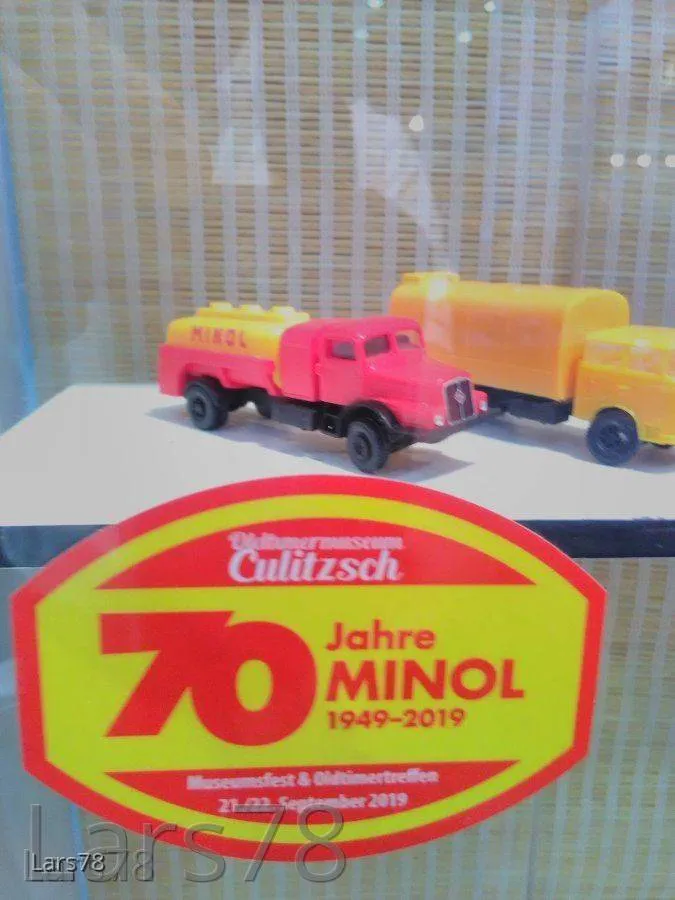 MINOL
Oldtimermuseum
Culitzsch
70 Jahre
MINOL
1949-2019
Museumsfest & Oldtimertreffen
21./22. September 2019
Lars78
Lars78